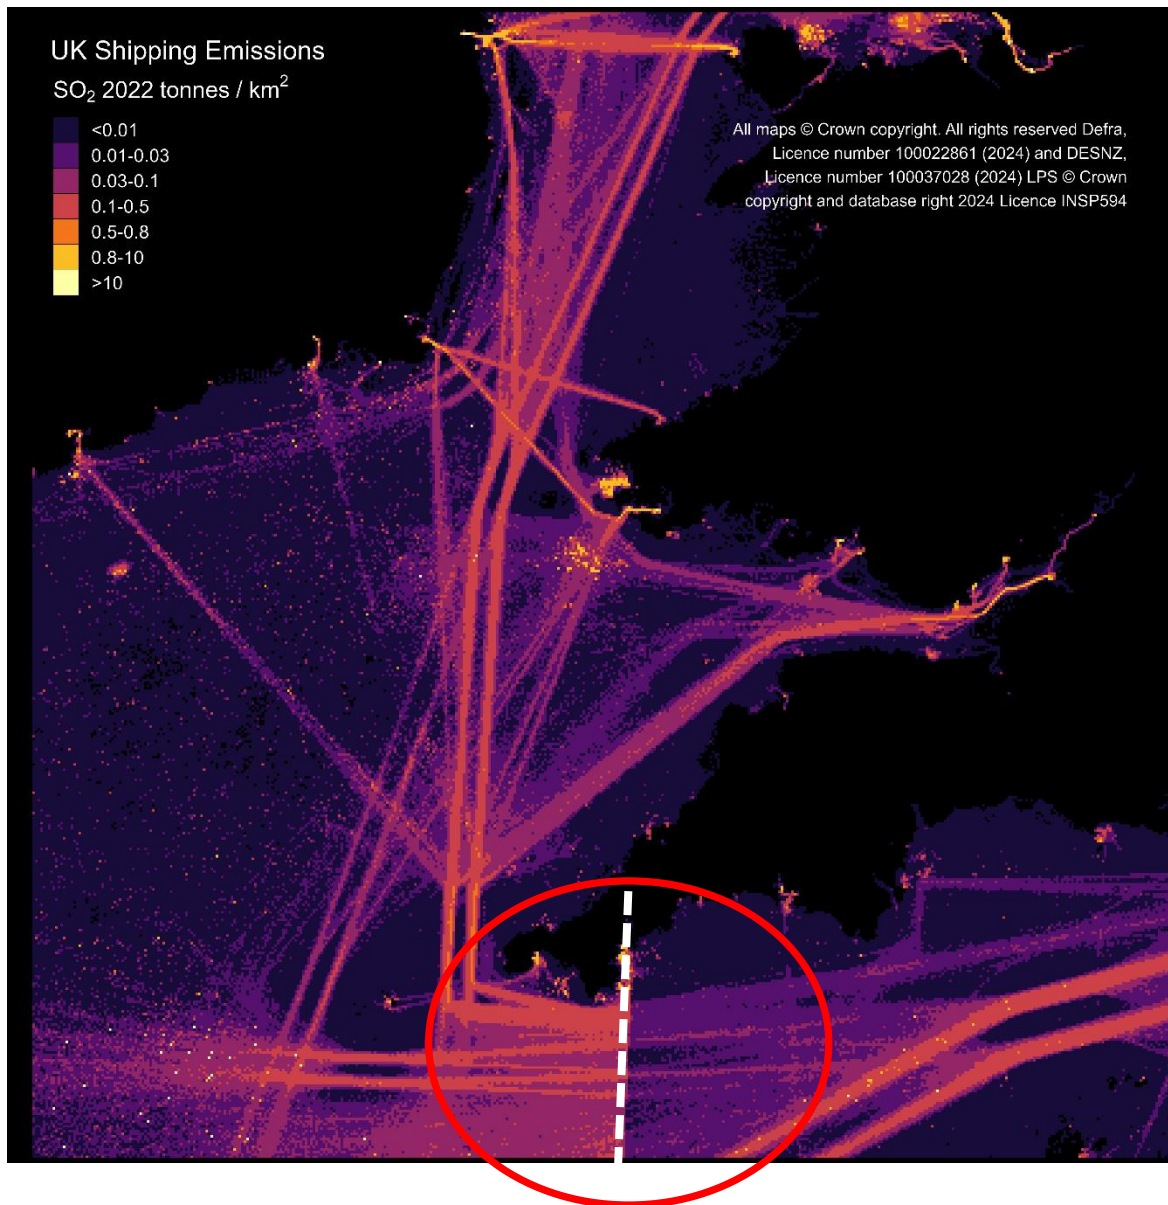 UK Shipping Emissions
SO₂ 2022 tonnes / km²
<0.01
0.01-0.03
0.03-0.1
0.1-0.5
0.5-0.8
0.8-10
>10
All maps © Crown copyright. All rights reserved Defra,
Licence number 100022861 (2024) and DESNZ,
Licence number 100037028 (2024) LPS © Crown
copyright and database right 2024 Licence INSP594